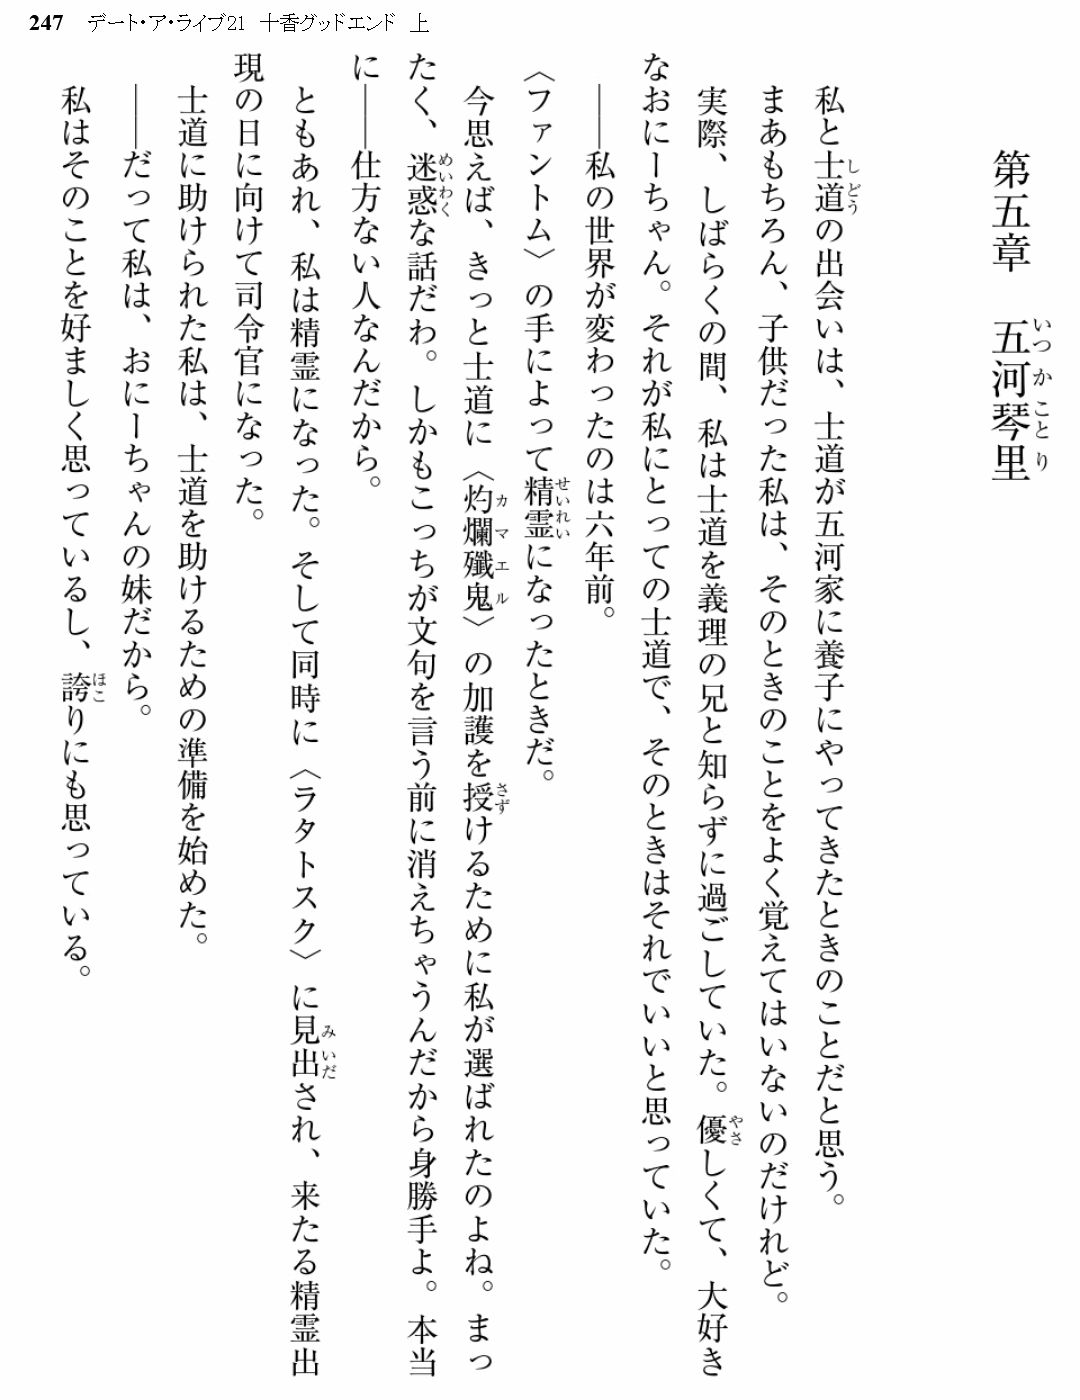 247 デート・ア・ライブ21 十香グッドエンド 上
第五章 五河琴里
私と士道の出会いは、士道が五河家に養子にやってきたときのことだと思う。
まあもちろん、子供だった私は、そのときのことをよく覚えてはいないのだけれど。
実際、しばらくの間、私は士道を義理の兄と知らずに過ごしていた。優しくて、大好き
なおにーちゃん。それが私にとっての士道で、そのときはそれでいいと思っていた。
――私の世界が変わったのは六年前。
〈ファントム〉の手によって精霊になったときだ。
今思えば、きっと士道に〈灼爛殲鬼〉の加護を授けるために私が選ばれたのよね。まっ
たく、迷惑な話だわ。しかもこっちが文句を言う前に消えちゃうんだから身勝手よ。本当
に――仕方ない人なんだから。
ともあれ、私は精霊になった。そして同時に〈ラタトスク〉に見出され、来たる精霊出
現の日に向けて司令官になった。
士道に助けられた私は、士道を助けるための準備を始めた。
――だって私は、おにーちゃんの妹だから。
私はそのことを好ましく思っているし、誇りにも思っている。